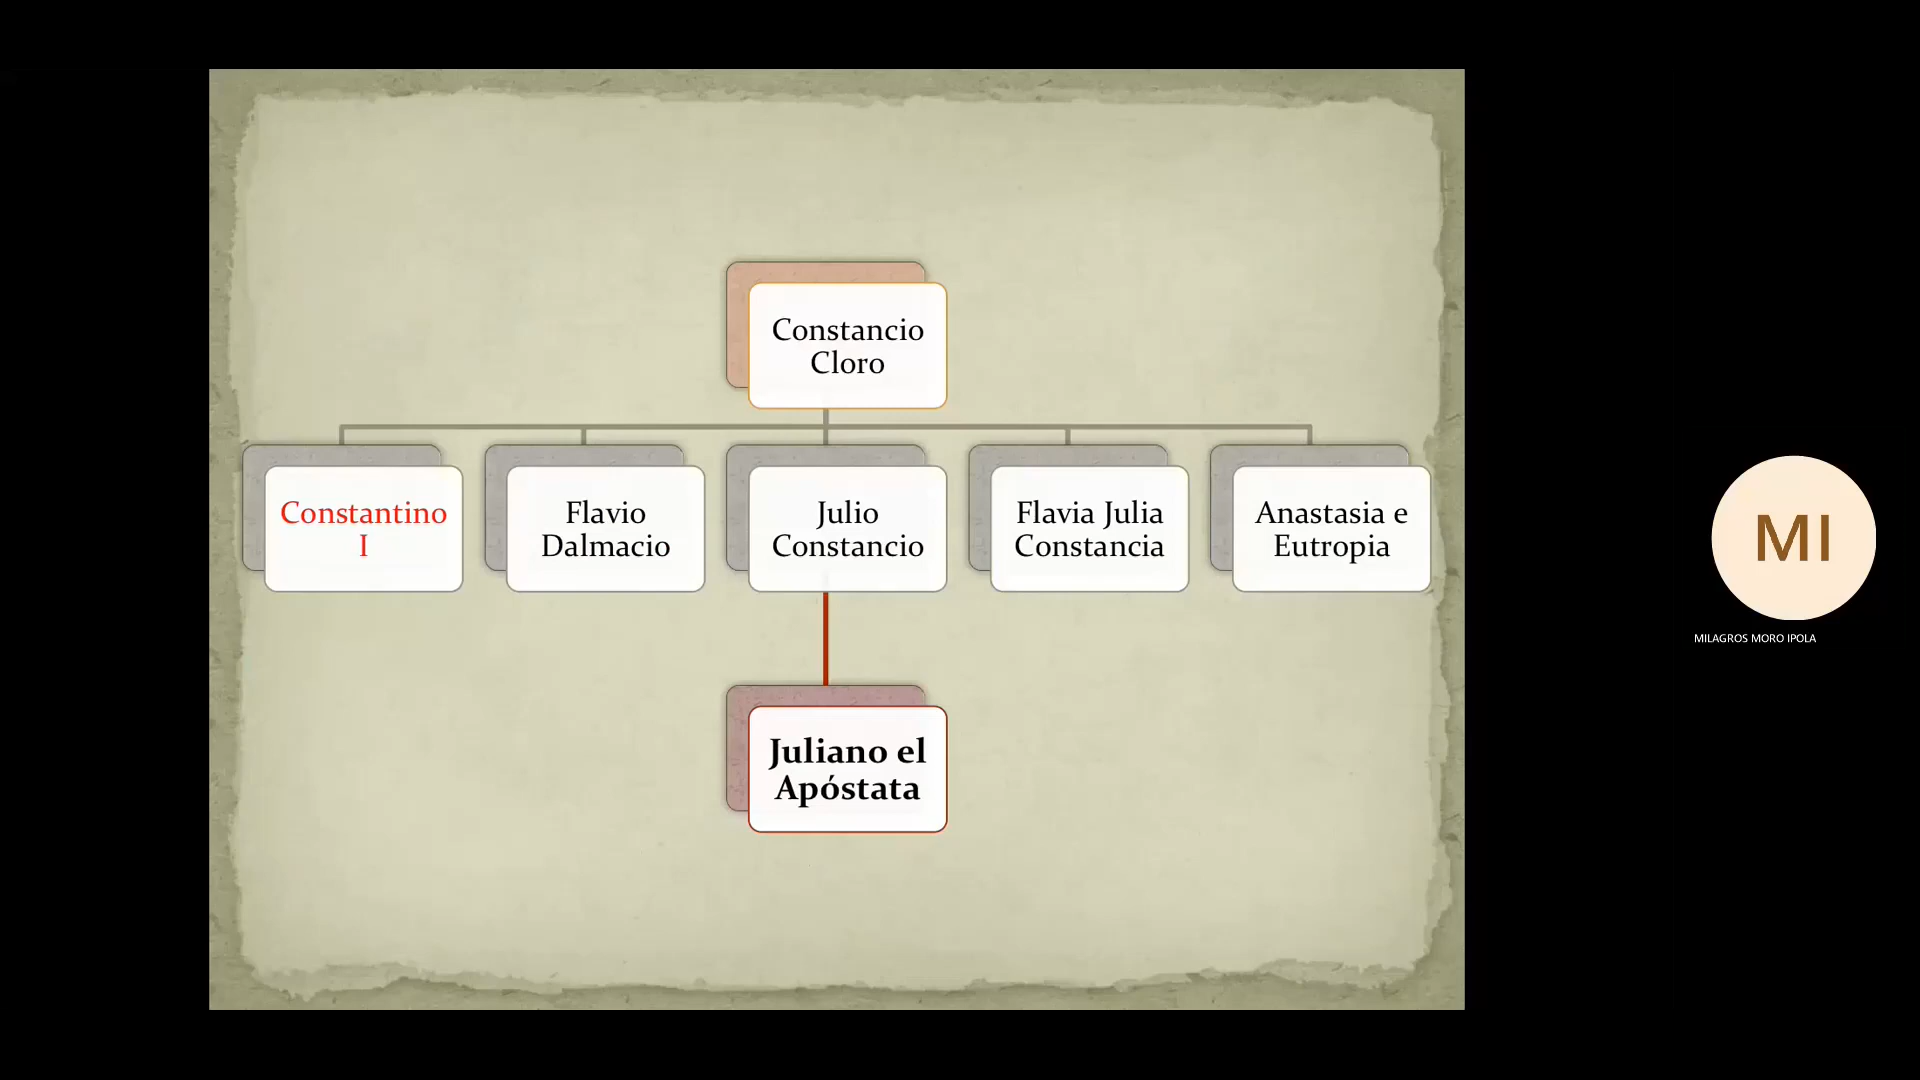 Constancio
Cloro
Constantino
I
Flavio
Dalmacio
Julio
Constancio
Flavia Julia
Constancia
Anastasia e
Eutropia
Juliano el
Apóstata
MI
MILAGROS MORO IPOLA